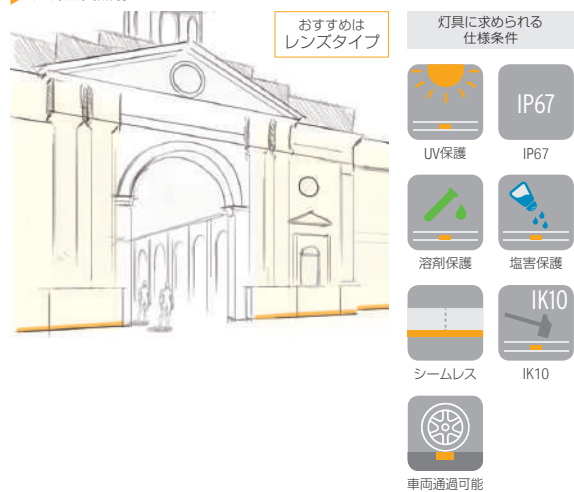 おすすめは
レンズタイプ
灯具に求められる
仕様条件
IP67
UV保護
IP67
溶剤保護
塩害保護
IK10
シームレス
IK10
車両通過可能